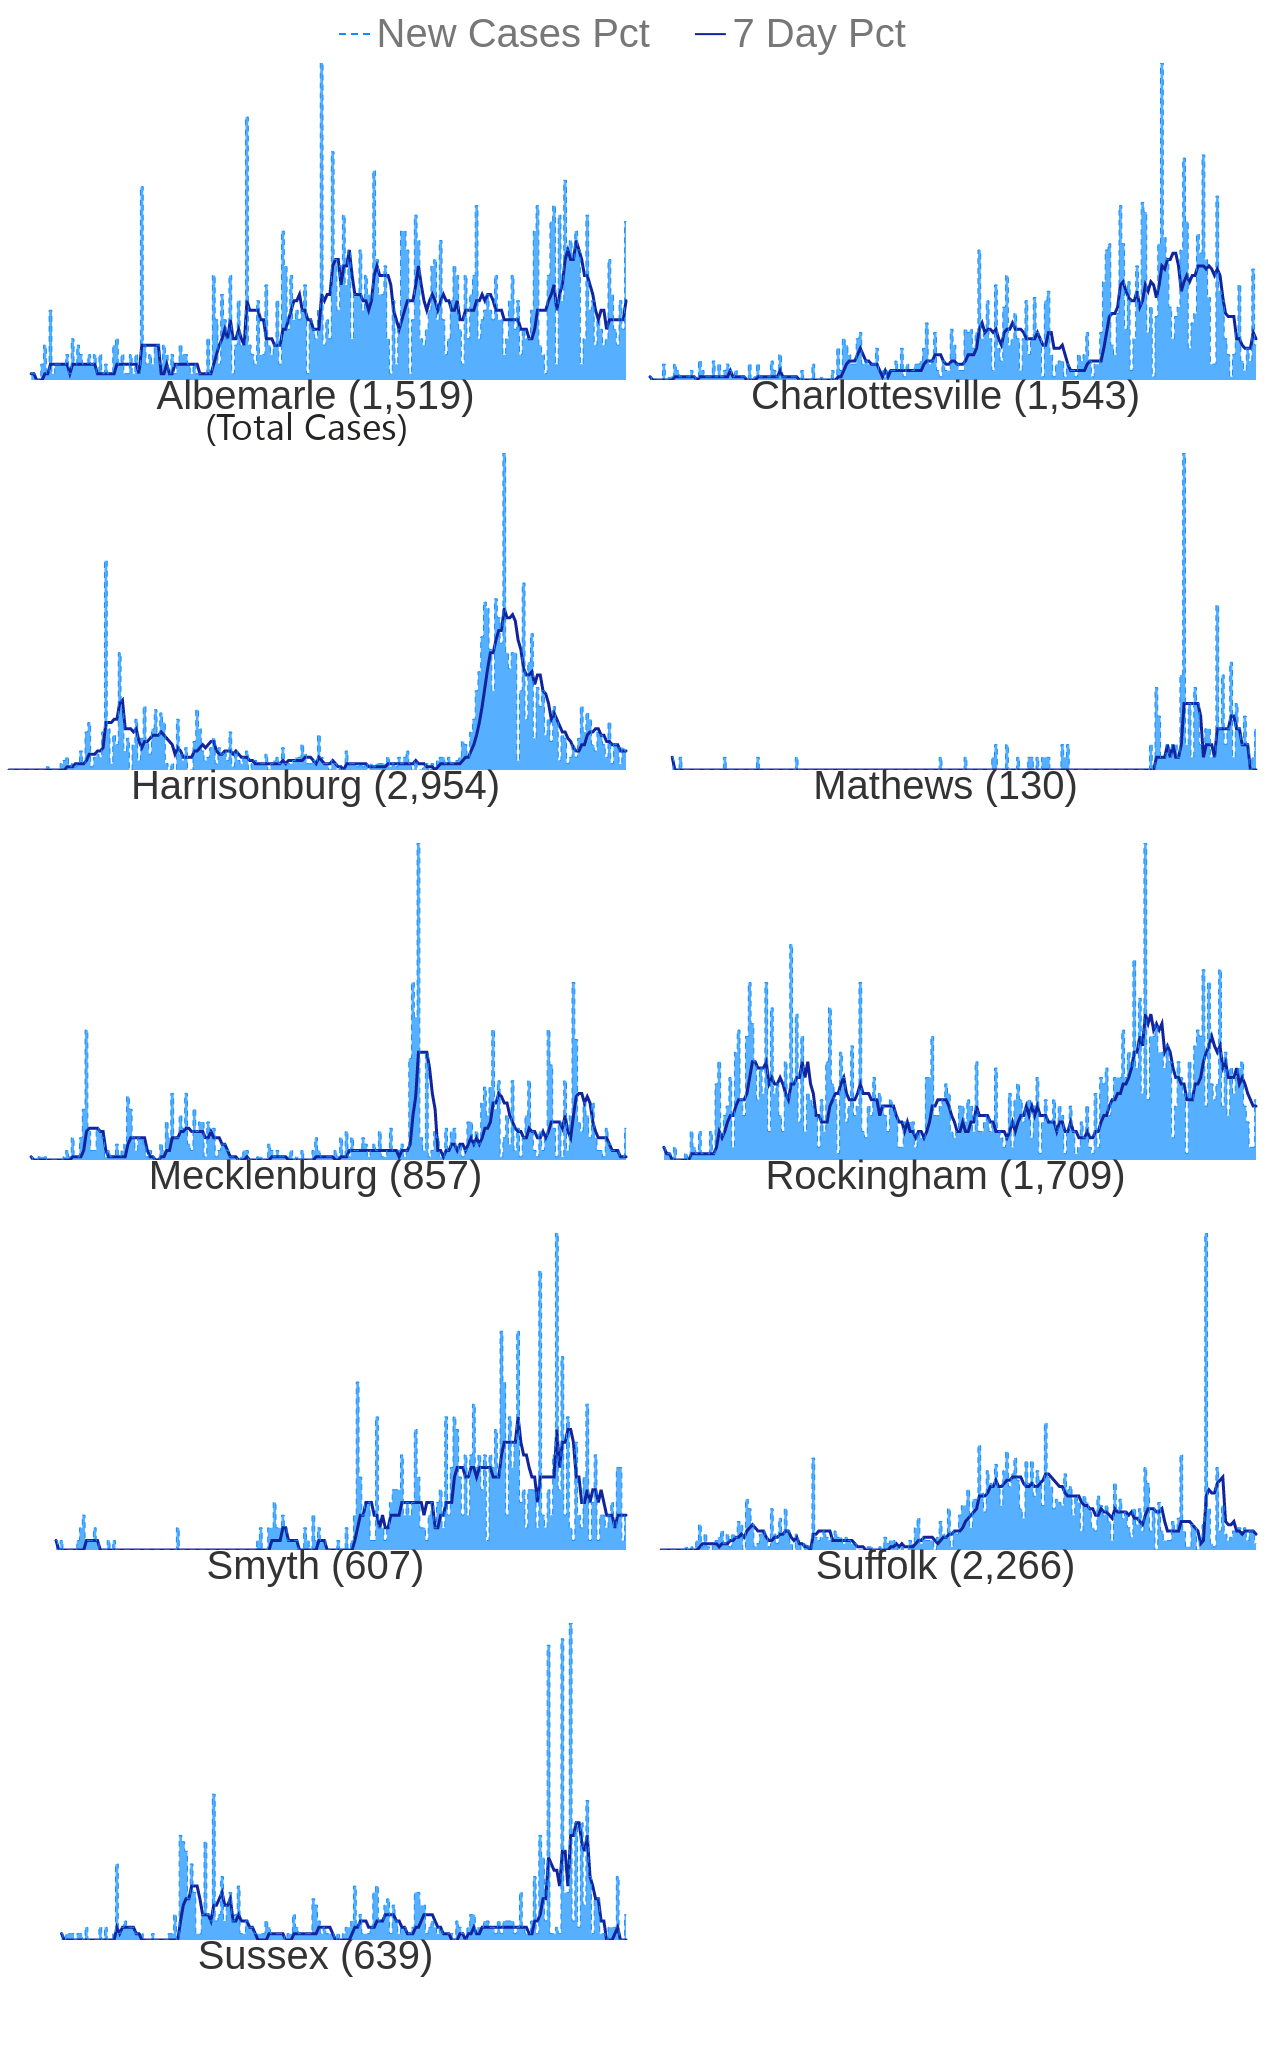 New Cases Pct 7 Day Pct
Albemarle (1,519) Charlottesville (1,543)
(Total Cases)
Harrisonburg (2,954) Mathews (130)
Mecklenburg (857) Rockingham (1,709)
Smyth (607) Suffolk (2,266)
Sussex (639)